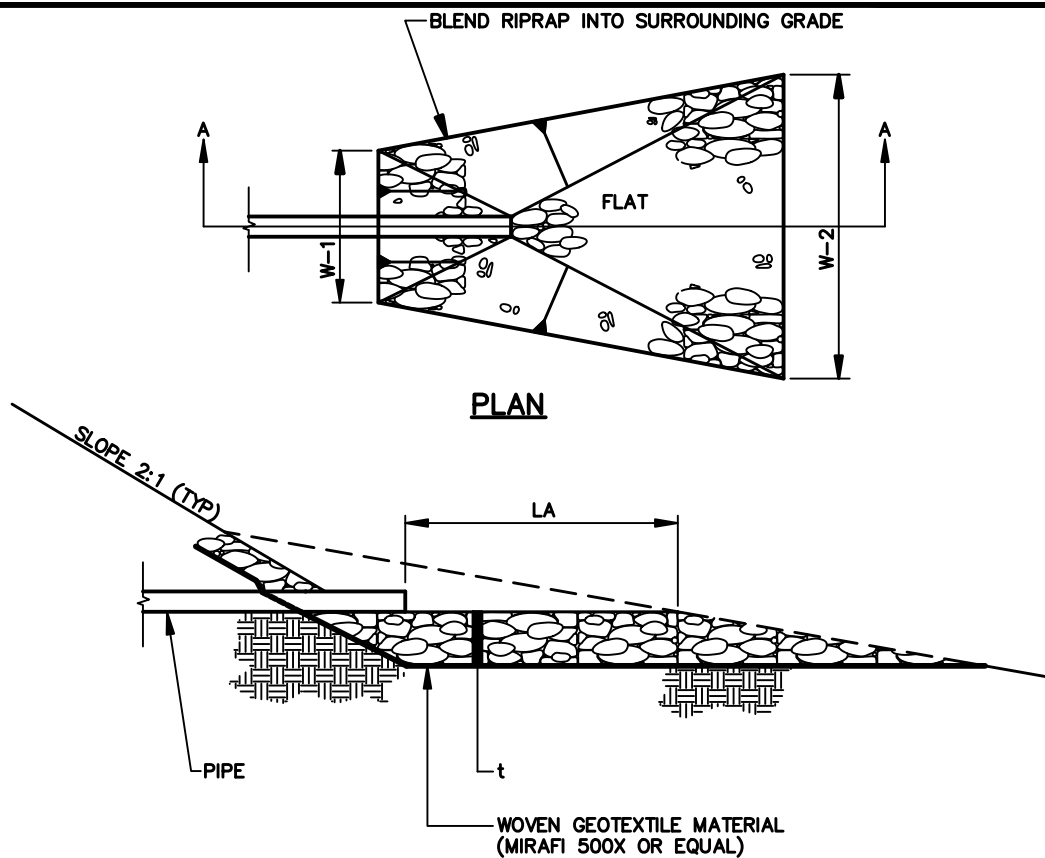 BLEND RIPRAP INTO SURROUNDING GRADE
A
A
FLAT
W-1
W-2
PLAN
SLOPE 2:1 (TYP)
LA
PIPE
t
WOVEN GEOTEXTILE MATERIAL
(MIRAFI 500X OR EQUAL)